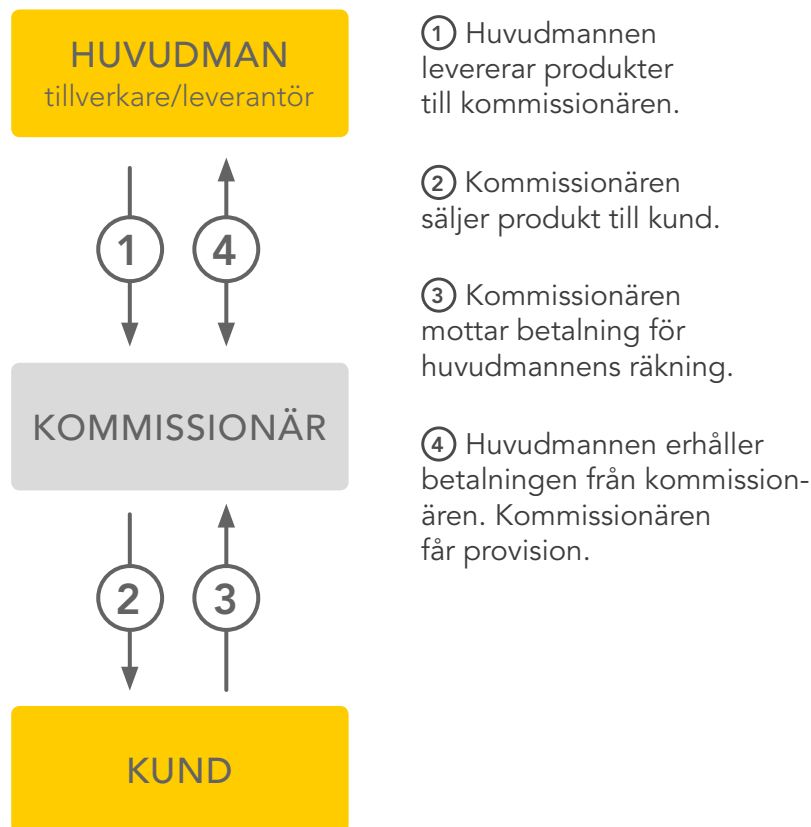 HUVUDMAN
tillverkare/leverantör
1 4
KOMMISSIONÄR
2 3
KUND
1 Huvudmannen
levererar produkter
till kommissionären.
2 Kommissionären
säljer produkt till kund.
3 Kommissionären
mottar betalning för
huvudmannens räkning.
4 Huvudmannen erhåller
betalningen från kommission-
ären. Kommissionären
får provision.